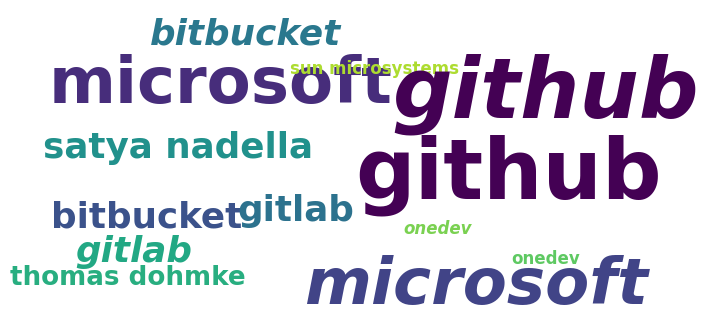 bitbucket
microsoft
sun microsystems
github
satya nadella
github
bitbucket
gitlab
onedev
gitlab
onedev
thomas dohmke
microsoft